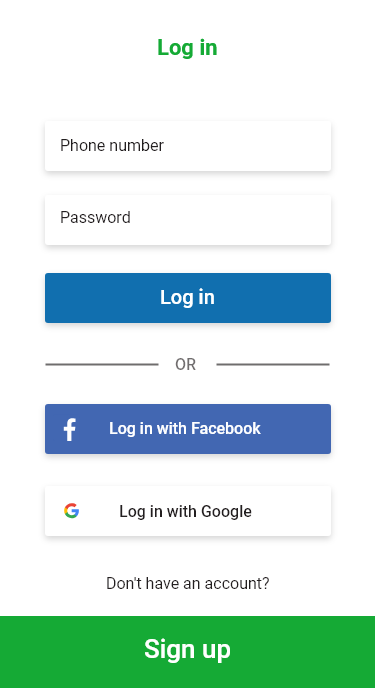 Log in
Phone number
Password
Log in
OR
Log in with Facebook
Log in with Google
Don't have an account?
Sign up